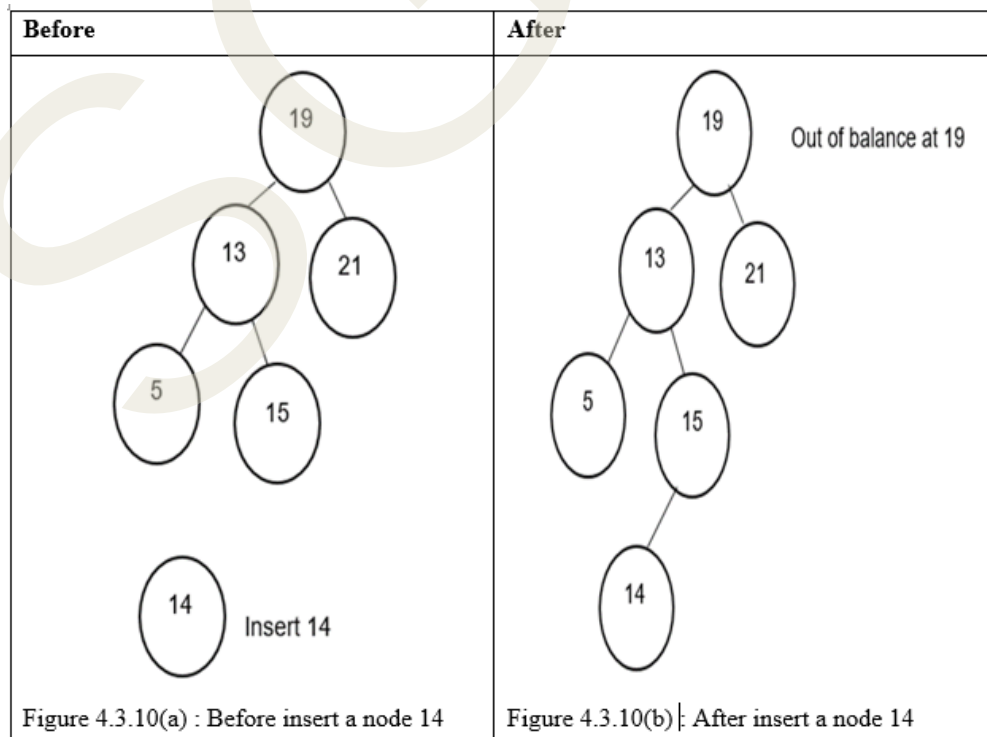 Before
19
13
21
5
15
14
Insert 14
Figure 4.3.10(a) : Before insert a node 14
After
19
Out of balance at 19
13
21
5
15
14
Figure 4.3.10(b) : After insert a node 14